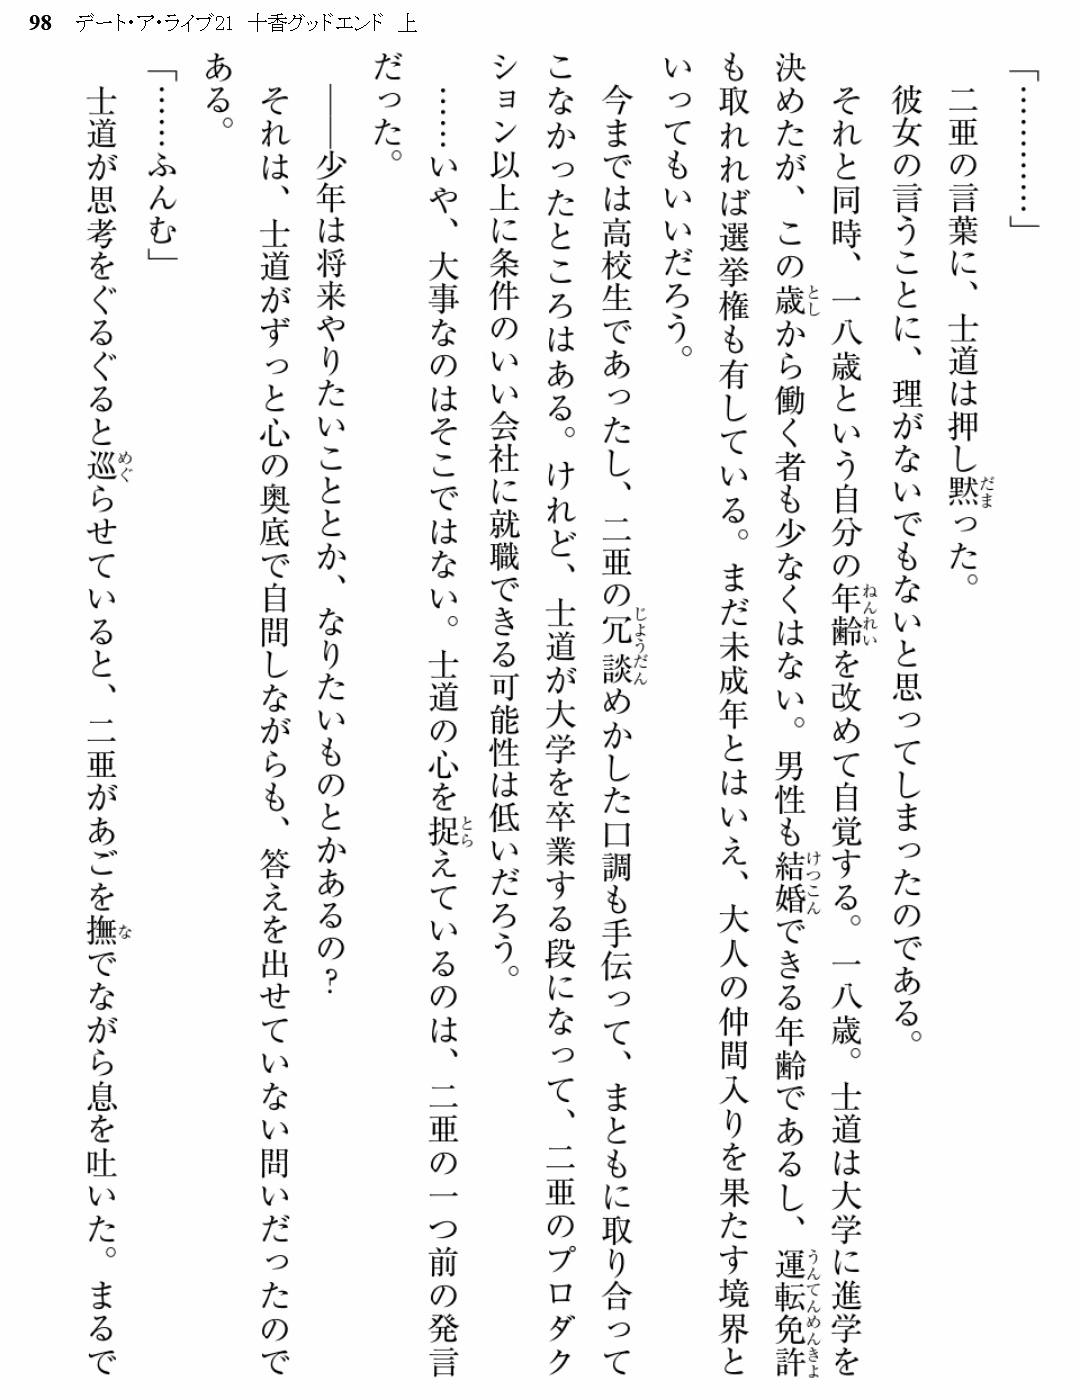 98 デート・ア・ライブ21 十香グッドエンド 上
「…………」
二亜の言葉に、士道は押し黙った。
彼女の言うことに、理がないでもないと思ってしまったのである。
それと同時、一八歳という自分の年齢を改めて自覚する。一八歳。士道は大学に進学を
決めたが、この歳から働く者も少なくはない。男性も結婚できる年齢であるし、運転免許
も取れれば選挙権も有している。まだ未成年とはいえ、大人の仲間入りを果たす境界と
いってもいいだろう。
今までは高校生であったし、二亜の冗談めかした口調も手伝って、まともに取り合って
こなかったところはある。けれど、士道が大学を卒業する段になって、二亜のプロダク
ション以上に条件のいい会社に就職できる可能性は低いだろう。
……いや、大事なのはそこではない。士道の心を捉えているのは、二亜の一つ前の発言
だった。
――少年は将来やりたいこととか、なりたいものとかあるの？
それは、士道がずっと心の奥底で自問しながらも、答えを出せていない問いだったので
ある。
「……ふんむ」
士道が思考をぐるぐると巡らせていると、二亜があごを撫でながら息を吐いた。まるで